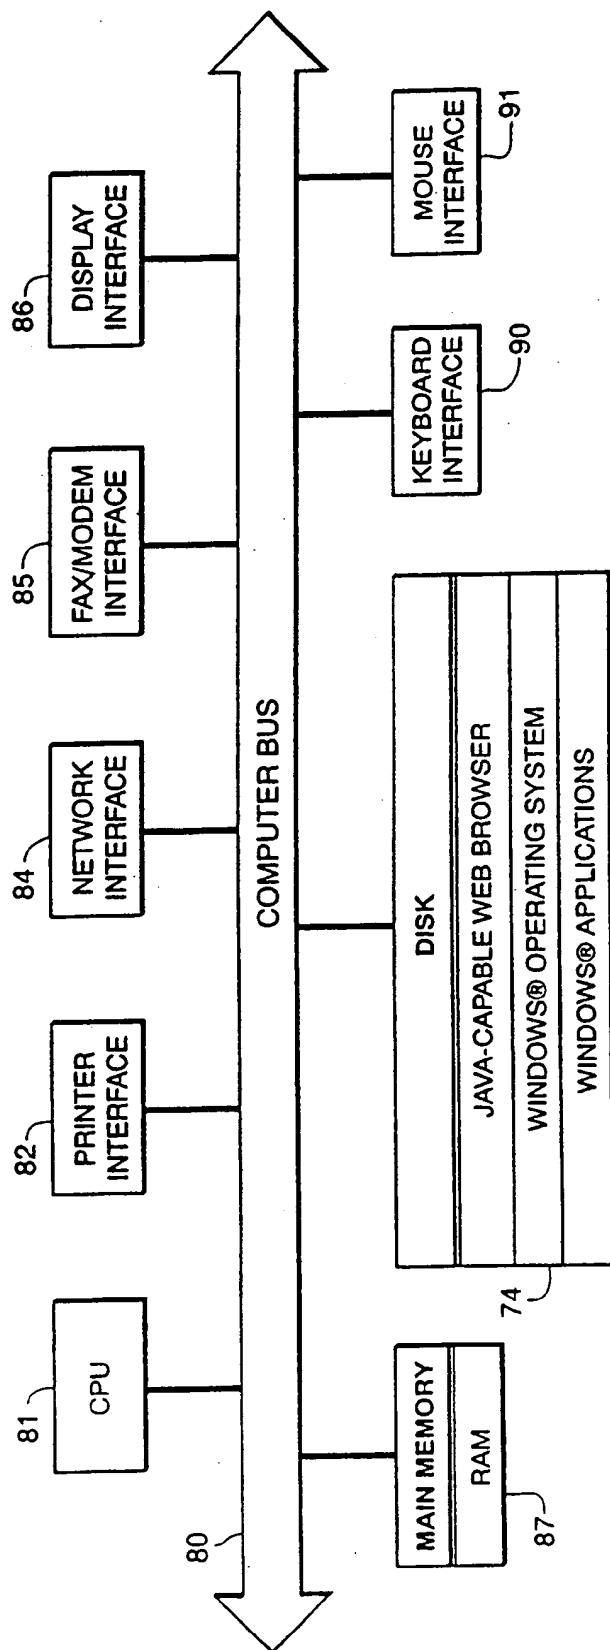 81
CPU
82
PRINTER
INTERFACE
84
NETWORK
INTERFACE
85
FAX/MODEM
INTERFACE
86
DISPLAY
INTERFACE
80
COMPUTER BUS
MAIN MEMORY
RAM
87
DISK
JAVA-CAPABLE WEB BROWSER
WINDOWS® OPERATING SYSTEM
WINDOWS® APPLICATIONS
74
KEYBOARD
INTERFACE
90
MOUSE
INTERFACE
91